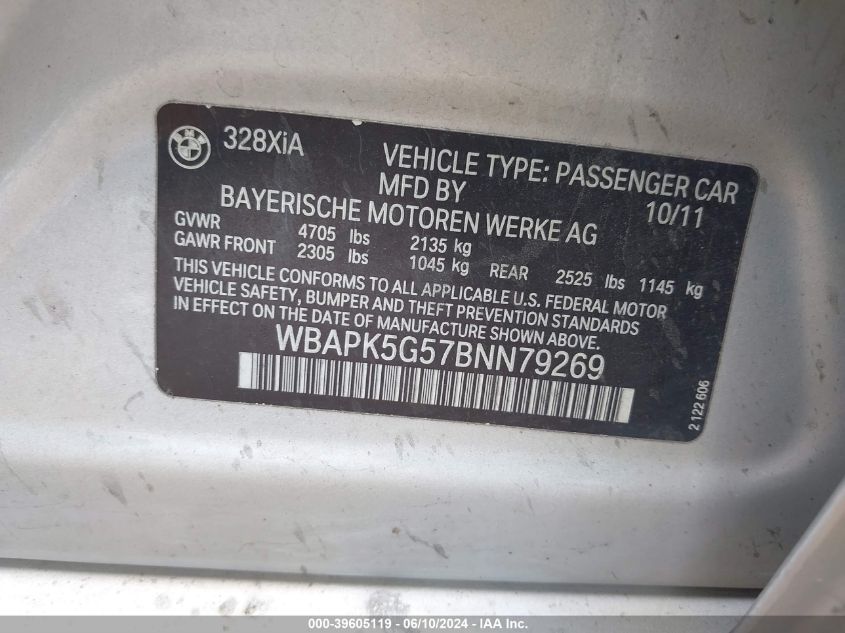 BMW
328XiA
VEHICLE TYPE: PASSENGER CAR
MFD BY 10/11
BAYERISCHE MOTOREN WERKE AG
GVWR 4705 lbs 2135 kg
GAWR FRONT 2305 lbs 1045 kg REAR 2525 lbs 1145 kg
THIS VEHICLE CONFORMS TO ALL APPLICABLE U.S. FEDERAL MOTOR
VEHICLE SAFETY, BUMPER AND THEFT PREVENTION STANDARDS
IN EFFECT ON THE DATE OF MANUFACTURE SHOWN ABOVE.
WBAPK5G57BNN79269
2 122 606
000-39605119 - 06/10/2024 - IAA Inc.